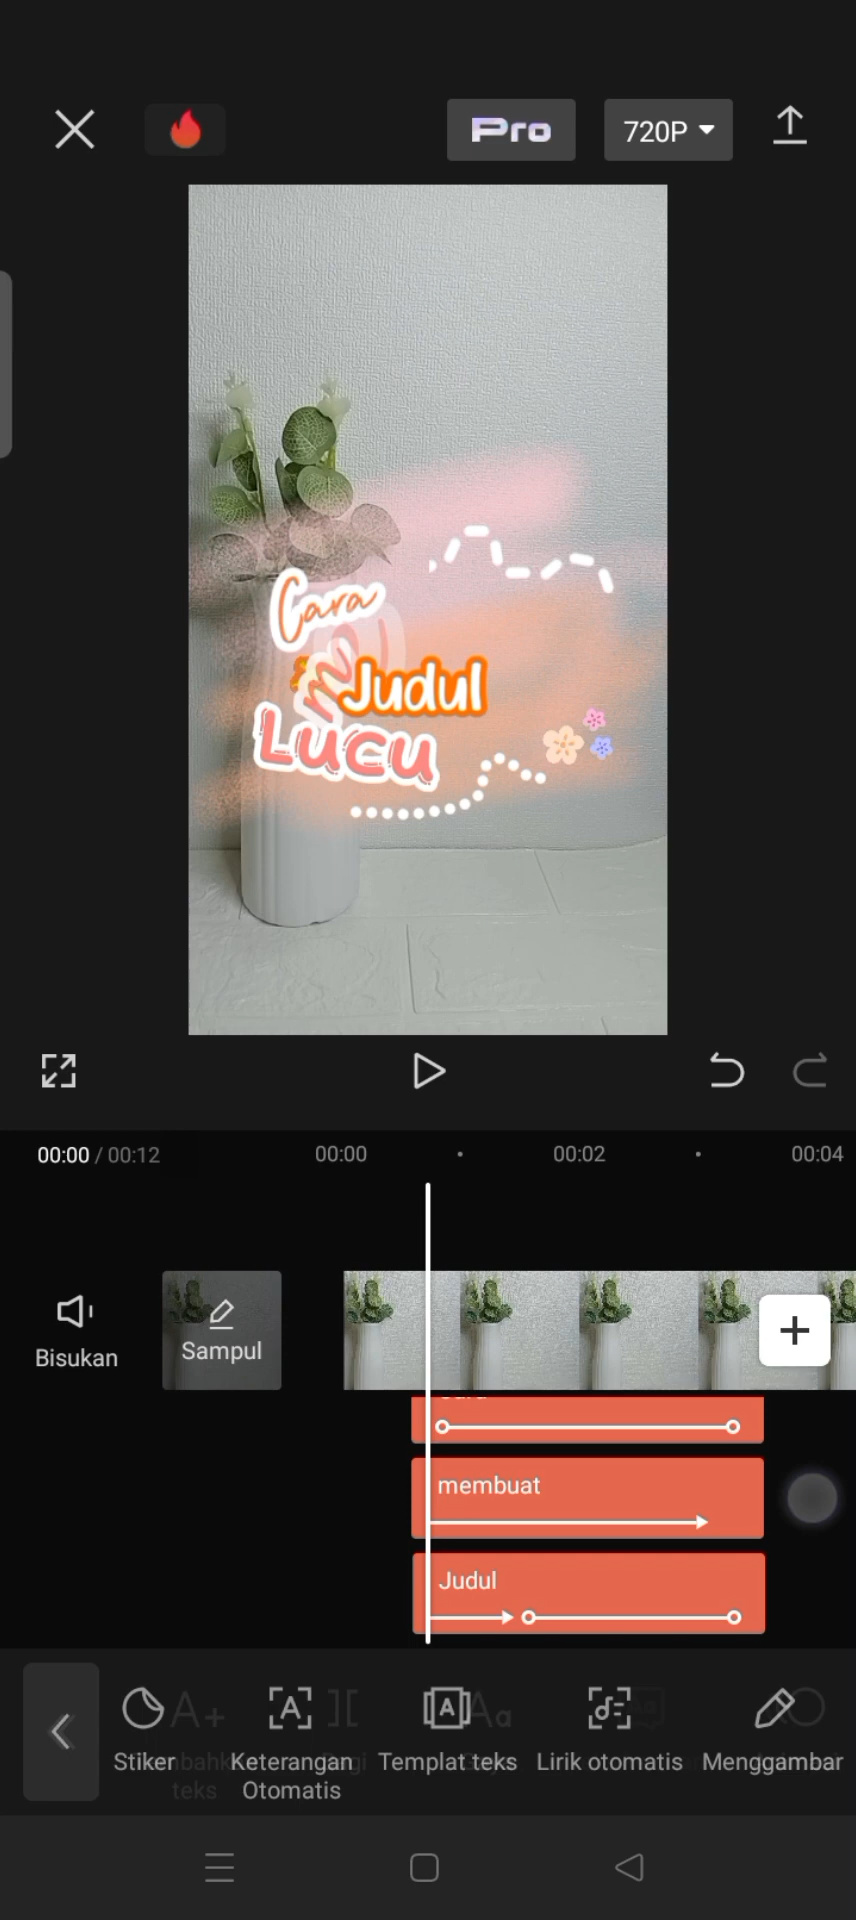 Pro
720P
Cara
Judul
Lucu
00:00 / 00:12
00:00
00:02
00:04
Bisukan
Sampul
membuat
Judul
Stiker
Keterangan
Otomatis
Templat teks
Lirik otomatis
Menggambar
teks